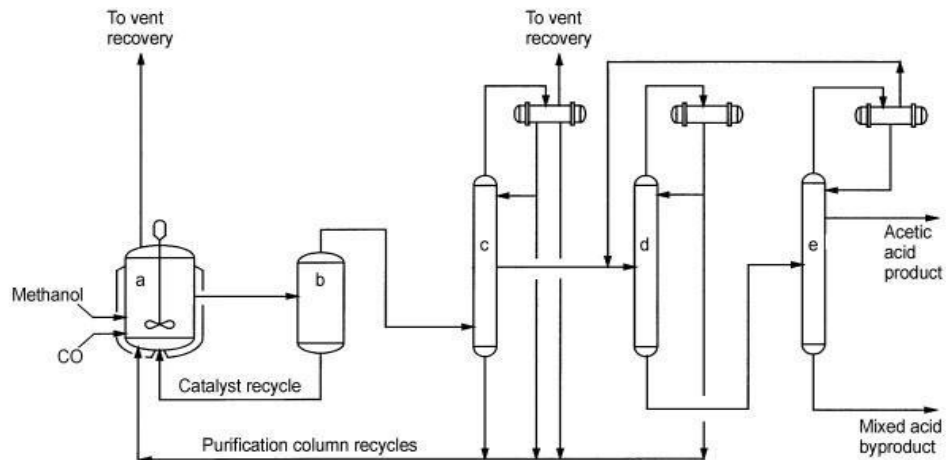 To vent
recovery
To vent
recovery
a
b
c
d
e
Methanol
CO
Acetic
acid
product
Catalyst recycle
Mixed acid
byproduct
Purification column recycles